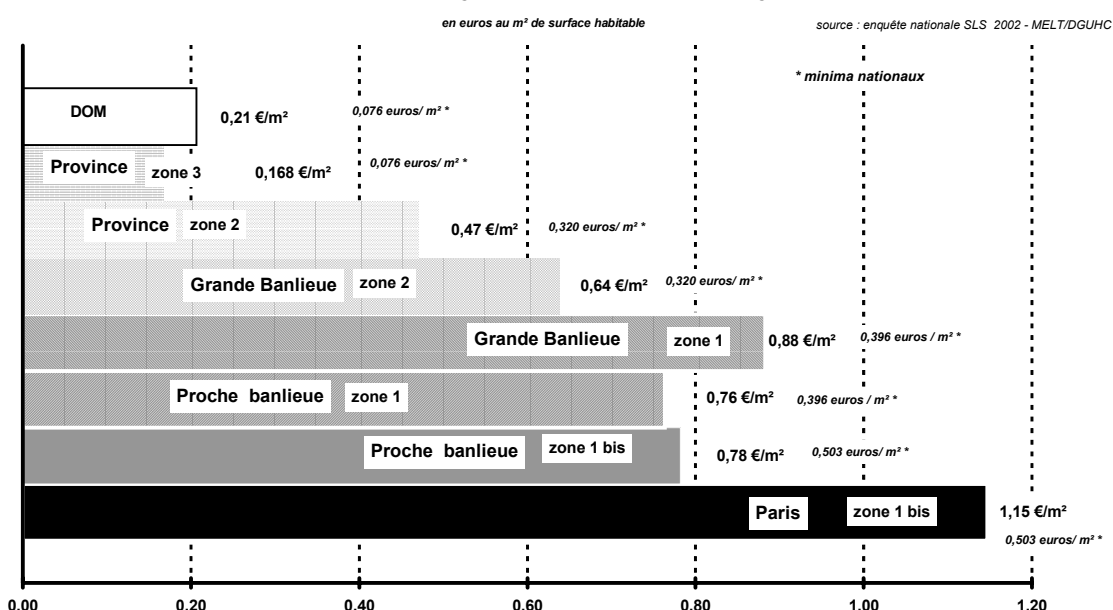 en euros au m² de surface habitable
source : enquête nationale SLS 2002 - MELT/DGUHC
* minima nationaux
DOM 0,21 €/m² 0,076 euros/ m² *
Province zone 3 0,168 €/m² 0,076 euros/ m² *
Province zone 2 0,47 €/m² 0,320 euros/ m² *
Grande Banlieue zone 2 0,64 €/m² 0,320 euros/ m² *
Grande Banlieue zone 1 0,88 €/m² 0,396 euros / m² *
Proche banlieue zone 1 0,76 €/m² 0,396 euros / m² *
Proche banlieue zone 1 bis 0,78 €/m² 0,503 euros/ m² *
Paris zone 1 bis 1,15 €/m²
0,503 euros/ m² *
0.00 0.20 0.40 0.60 0.80 1.00 1.20